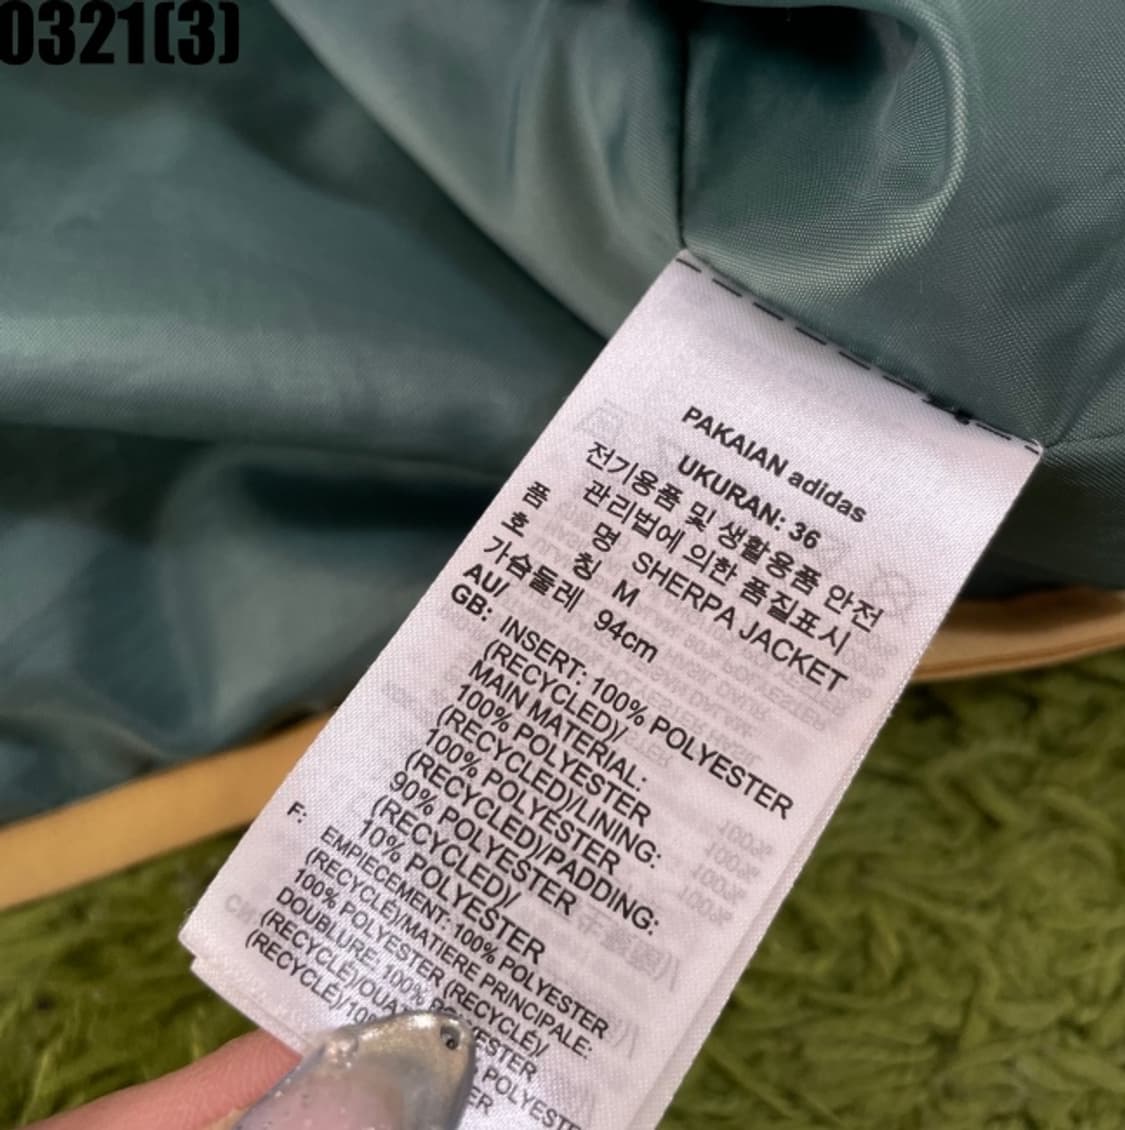 0321(3)
PAKAIAN adidas
UKURAN: 36
전기용품 및 생활용품 안전
관리법에 의한 품질표시
품 명 SHERPA JACKET
호 칭 M
가슴둘레 94cm
AU/
GB: INSERT: 100% POLYESTER
(RECYCLED)/
MAIN MATERIAL:
100% POLYESTER
(RECYCLED)/LINING:
100% POLYESTER
(RECYCLED)/PADDING:
90% POLYESTER
(RECYCLED)/
10% POLYESTER
F: EMPIECEMENT: 100% POLYESTER
(RECYCLÉ)/MATIERE PRINCIPALE:
100% POLYESTER (RECYCLÉ)/
DOUBLURE: 100%
(RECYCLÉ)/
(RECYCLÉ)/